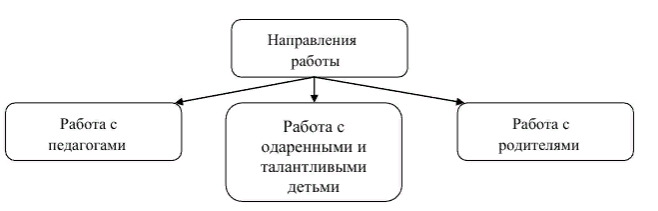 Направления
работы
Работа с
педагогами
Работа с
одаренными и
талантливыми
детьми
Работа с
родителями